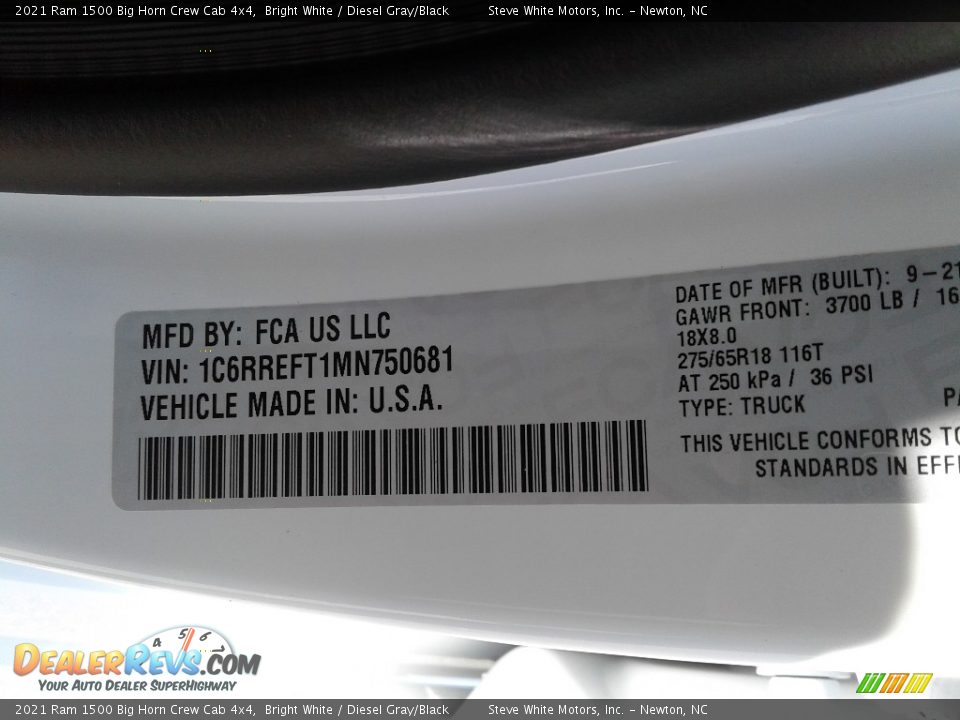 2021 Ram 1500 Big Horn Crew Cab 4x4, Bright White / Diesel Gray/Black Steve White Motors, Inc. – Newton, NC
MFD BY: FCA US LLC
VIN: 1C6RREFT1MN750681
VEHICLE MADE IN: U.S.A.
DATE OF MFR (BUILT): 9-21
GAWR FRONT: 3700 LB / 16
18X8.0
275/65R18 116T
AT 250 kPa / 36 PSI
TYPE: TRUCK
THIS VEHICLE CONFORMS TO
STANDARDS IN
4 5 6
DEALERREVS.COM
YOUR AUTO DEALER SUPERHIGHWAY
2021 Ram 1500 Big Horn Crew Cab 4x4, Bright White / Diesel Gray/Black Steve White Motors, Inc. – Newton, NC